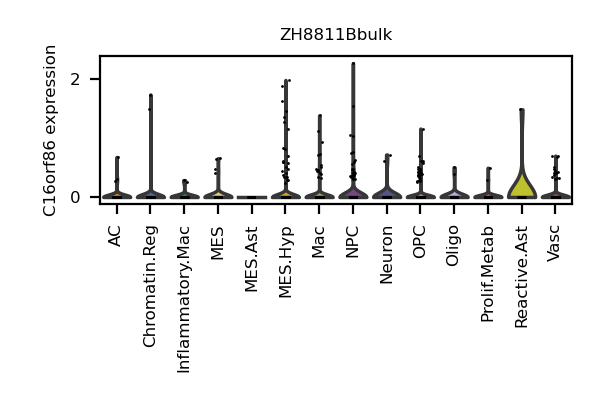 ZH8811Bbulk
C16orf86 expression
2
0
AC
Chromatin.Reg
Inflammatory.Mac
MES
MES.Ast
MES.Hyp
Mac
NPC
Neuron
OPC
Oligo
Prolif.Metab
Reactive.Ast
Vasc